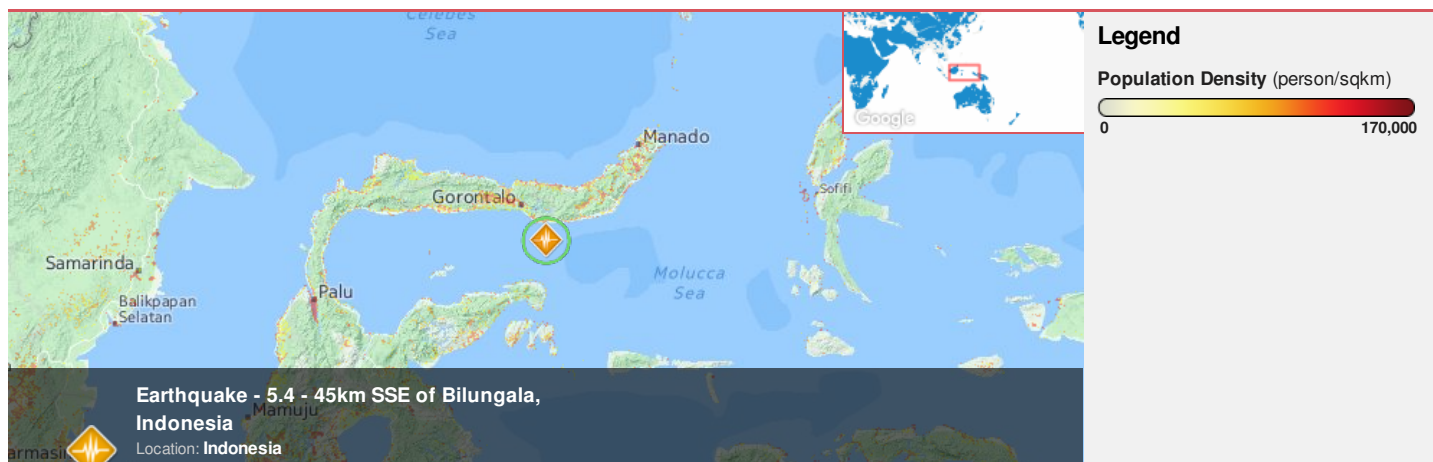 Celebes
Sea
Manado
Gorontalo
Sofifi
Samarinda
Molucca
Sea
Palu
Balikpapan
Selatan
Google
Legend
Population Density (person/sqkm)
0 170,000
Earthquake - 5.4 - 45km SSE of Bilungala,
Indonesia
Mamuju
Location: Indonesia